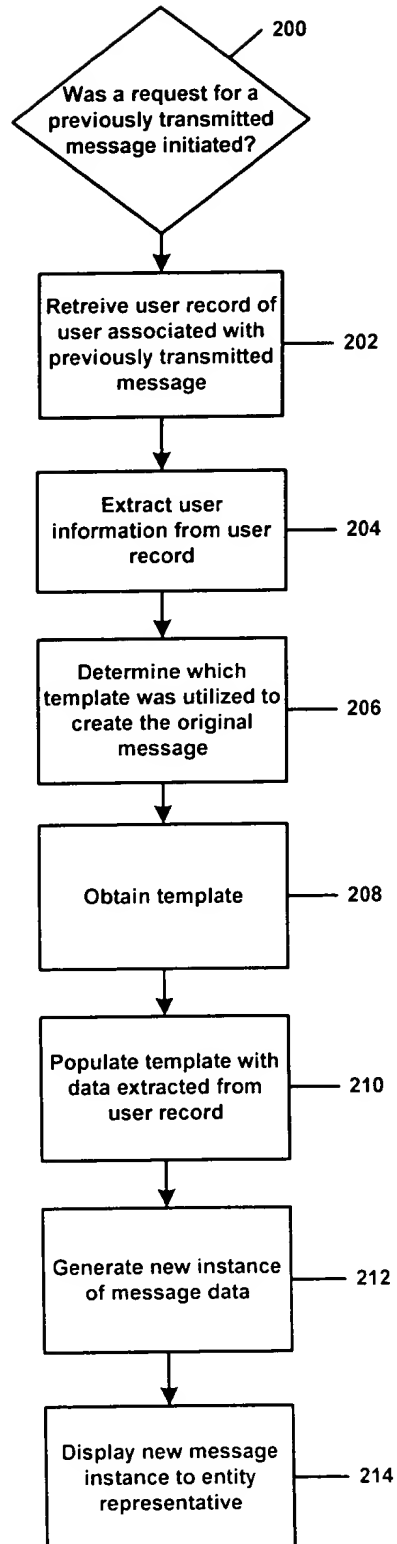 200
Was a request for a
previously transmitted
message initiated?
Retreive user record of
user associated with
previously transmitted
message
202
Extract user
information from user
record
204
Determine which
template was utilized to
create the original
message
206
Obtain template
208
Populate template with
data extracted from
user record
210
Generate new instance
of message data
212
Display new message
instance to entity
representative
214